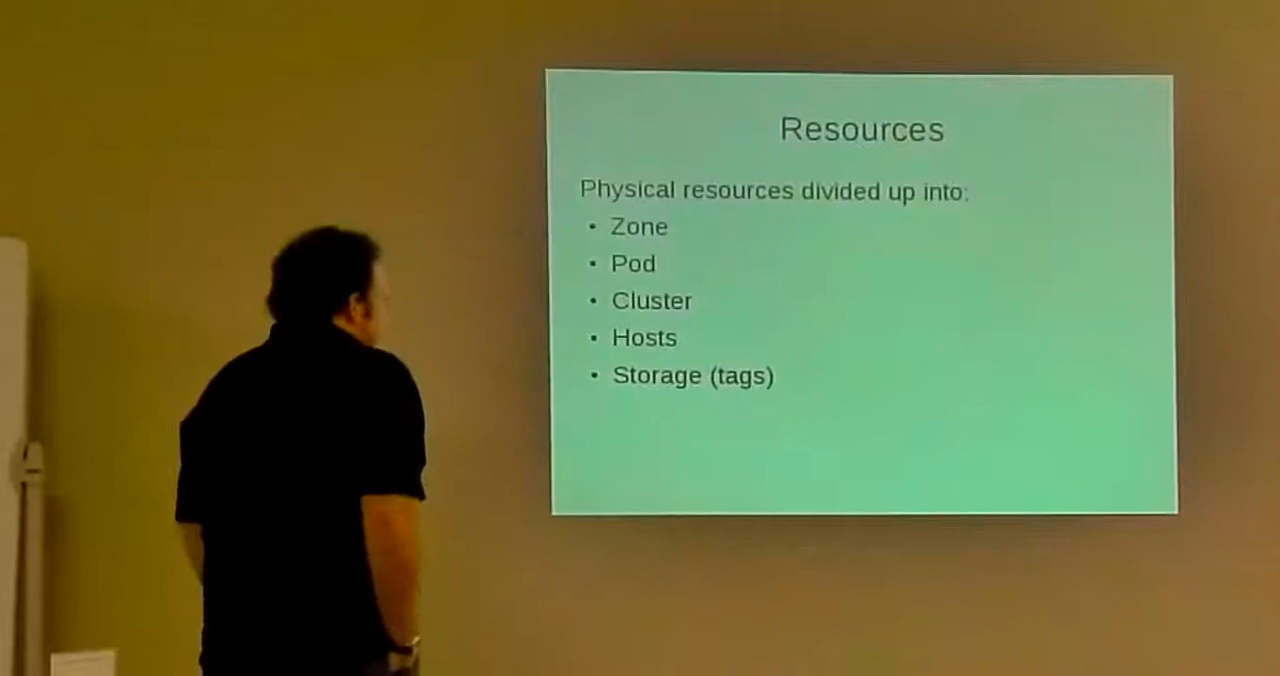 Resources
Physical resources divided up into:
• Zone
• Pod
• Cluster
• Hosts
• Storage (tags)